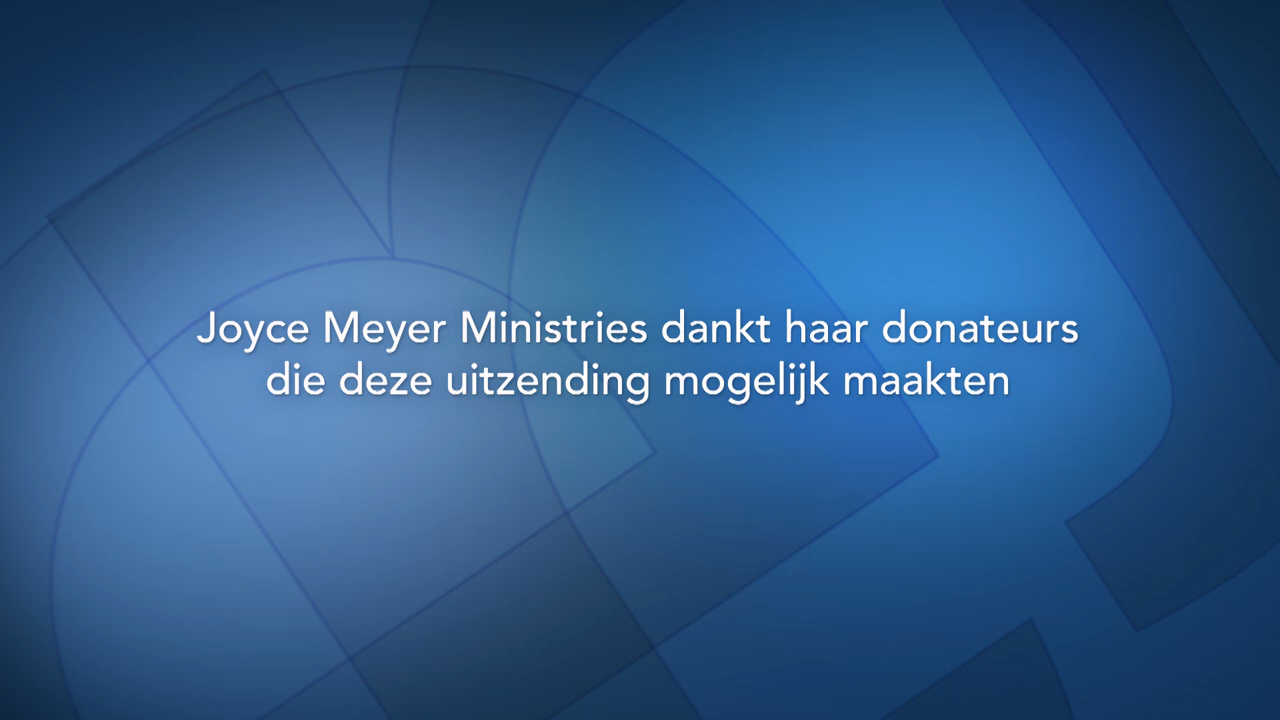 Joyce Meyer Ministries dankt haar donateurs
die deze uitzending mogelijk maakten